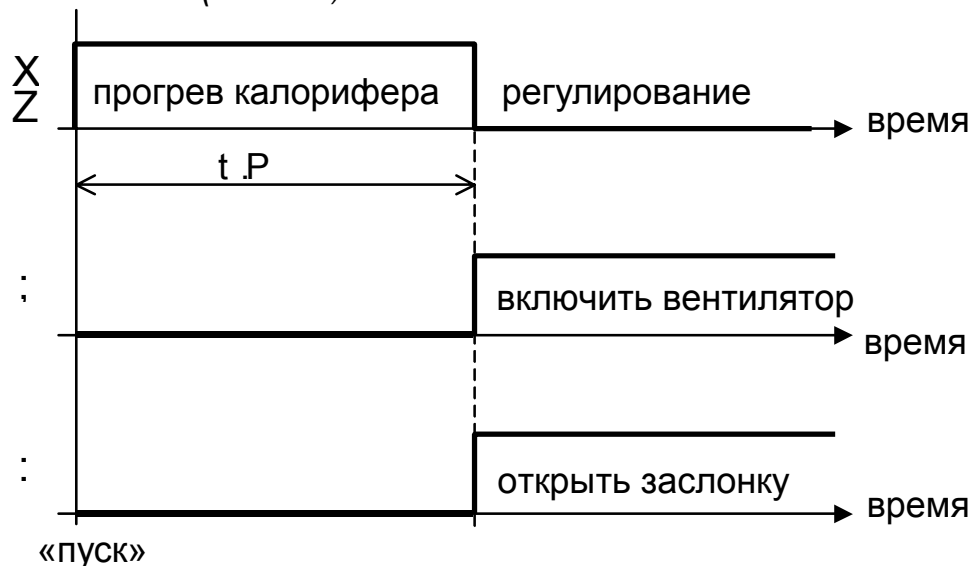 X
Z
прогрев калорифера
регулирование
время
t .P
;
включить вентилятор
время
:
открыть заслонку
время
«пуск»